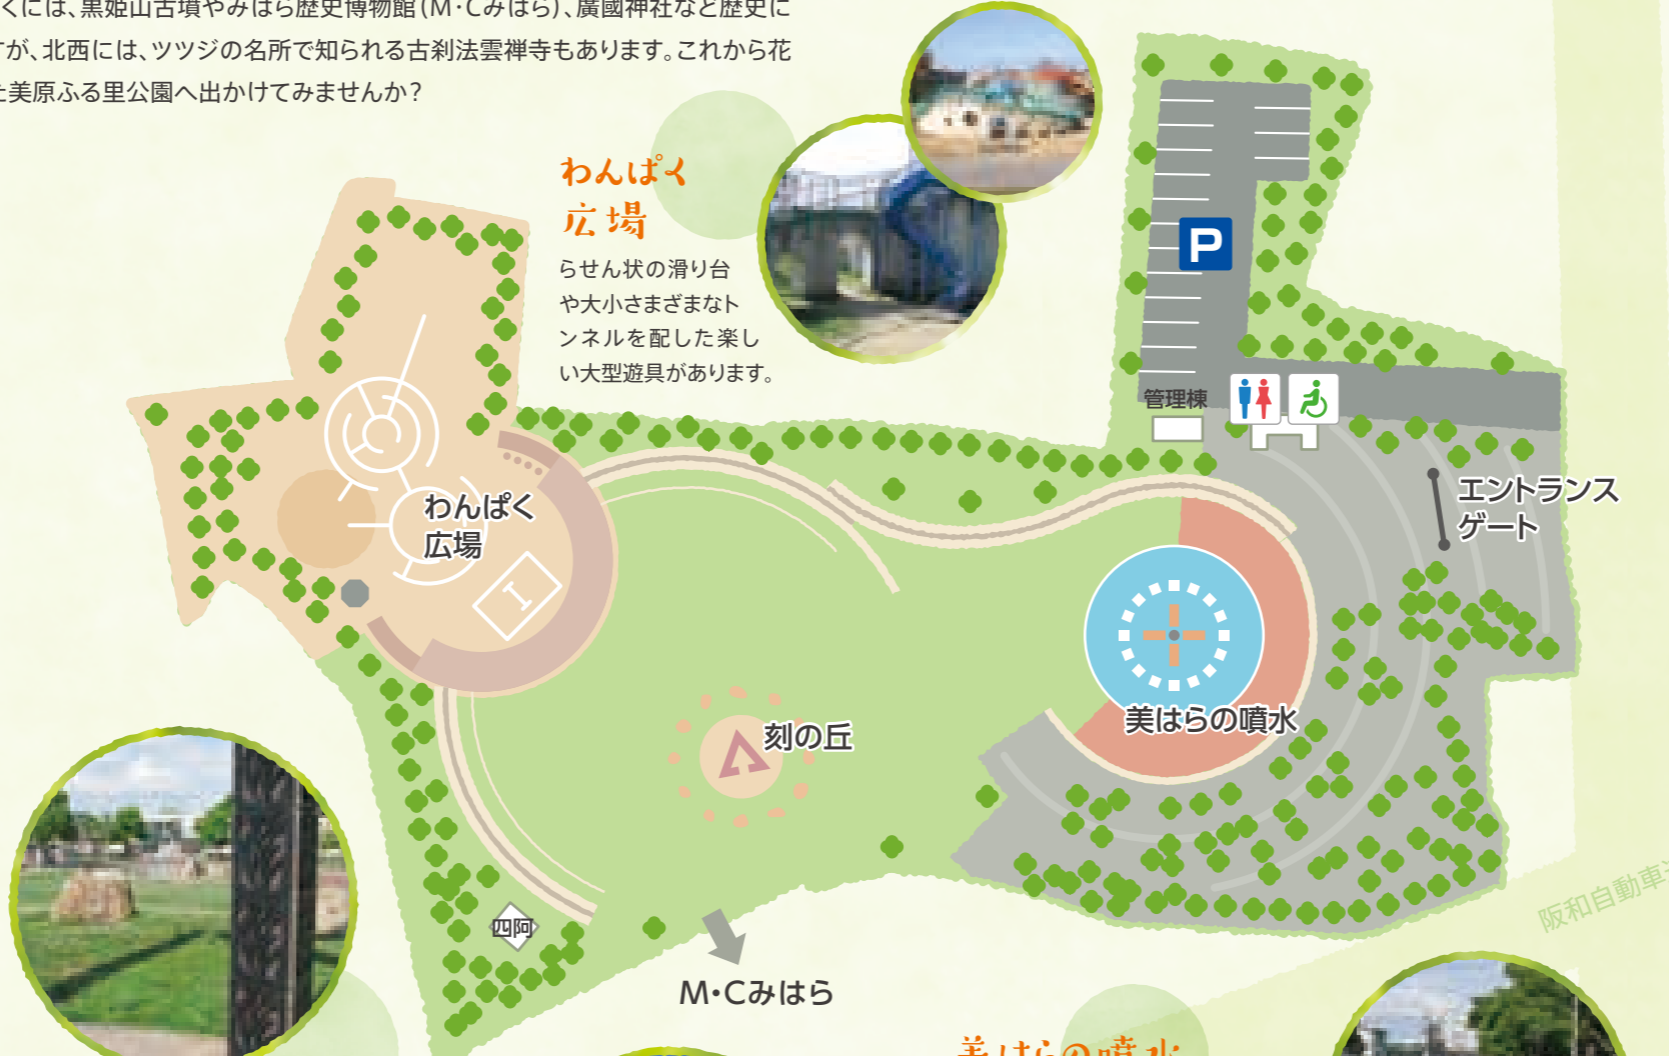 くには、黒姫山古墳やみはら歴史博物館(M・Cみはら)、廣國神社など歴史に
が、北西には、ツツジの名所で知られる古刹法雲禅寺もあります。これから花
美原ふる里公園へ出かけてみませんか?
わんぱく
広場
らせん状の滑り台
や大小さまざまなト
ンネルを配した楽し
い大型遊具があります。
P
管理棟
エントランス
ゲート
わんぱく
広場
美はらの噴水
刻の丘
阪和自動車
四阿
M・Cみはら
美はらの噴水